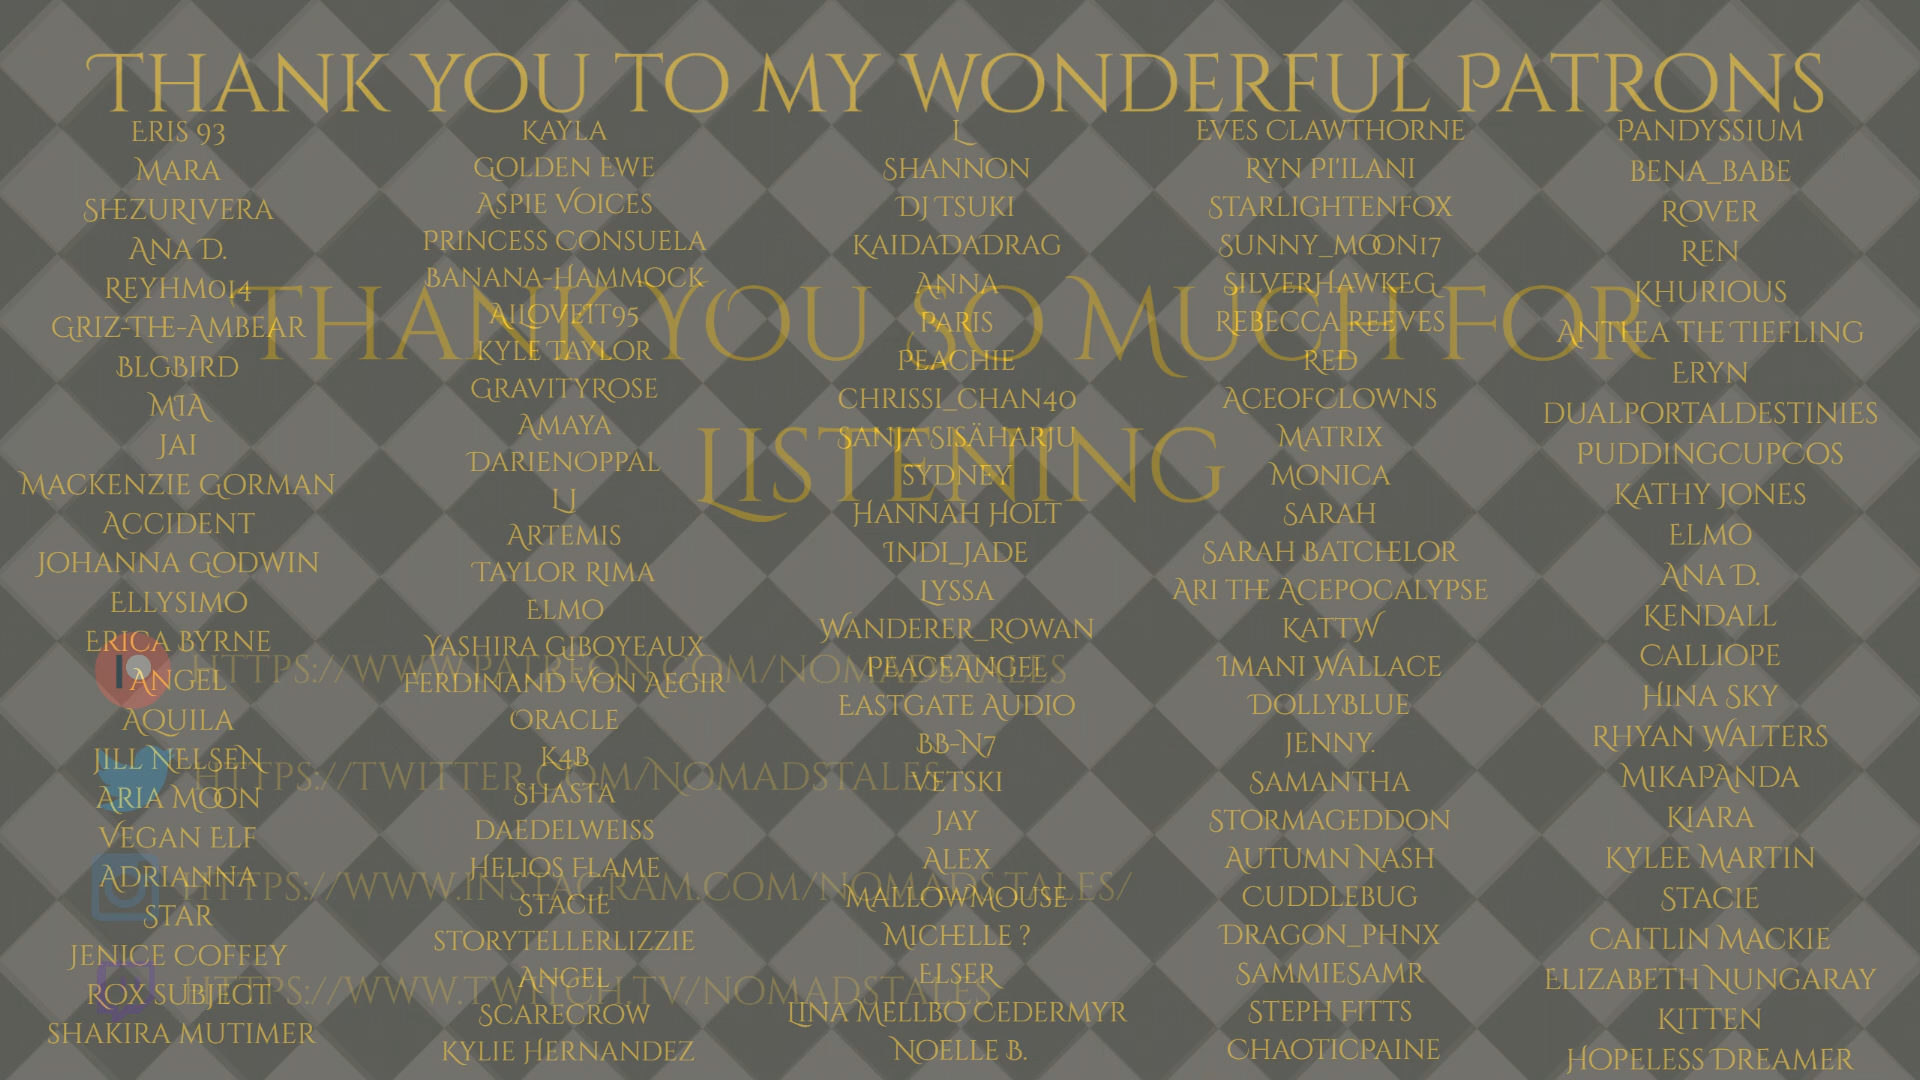 Thank you to my wonderful Patrons
Eris 93
Mara
Shezurivera
Ana D.
Reyhm014
Griz-the-Ambear
Blgbird
Mia
Jai
Mackenzie Gorman
Accident
Johanna Godwin
Ellysimo
Erica Byrne
Angel
Aquila
Jill Nelsen
Aria Moon
Vegan Elf
Adrianna
Star
Jenice Coffey
Rox Subject
Shakira Mutimer
Kayla
Golden Ewe
Aspie Voices
Princess Consuela
Banana-Hammock
Ailoveit95
Kyle Taylor
GravityRose
Amaya
Darienoppal
LJ
Artemis
Taylor Rima
Elmo
Yashira Giboyeaux
Ferdinand von Aegir
Oracle
K4B
Shasta
daedelweiss
Helios Flame
Stacie
storytellerlizzie
Angel
Scarecrow
Kylie Hernandez
L
Shannon
DJ Tsuki
Kaidadadrag
Anna
Paris
Peachie
chrissi_chan40
Sanja Sisäharju
Sydney
Hannah Holt
Indi_Jade
Lyssa
Wanderer_Rowan
PeaceAngel
Eastgate Audio
BB-N7
Vetski
Jay
Alex
MallowMouse
Michelle ?
Elser
Lina Mellbo Cedermyr
Noelle B.
Eves Clawthorne
Ryn Pi'ilani
Starlightenfox
Sunny_Moon17
SilverHawkeg
Rebecca Reeves
Red
Aceofclowns
Matrix
Monica
Sarah
Sarah Batchelor
Ari the Acepocalypse
KattW
Imani Wallace
DollyBlue
Jenny.
Samantha
Stormageddon
Autumn Nash
cuddlebug
Dragon_phnx
SammieSamr
Steph Fitts
chaoticpaine
Pandyssium
bena_babe
Rover
Ren
Khurious
Anthea the Tiefling
Eryn
dualportaldestinies
puddingcupcos
Kathy Jones
Elmo
Ana D.
Kendall
Calliope
Hina Sky
Rhyan Walters
MikaPanda
Kiara
Kylee Martin
Stacie
Caitlin Mackie
Elizabeth Nungaray
Kitten
Hopeless Dreamer
Thank you so much for
Listening
https://www.patreon.com/nomadstales
https://twitter.com/Nomadstales
https://www.instagram.com/nomads.tales/
https://www.twitch.tv/nomadstales